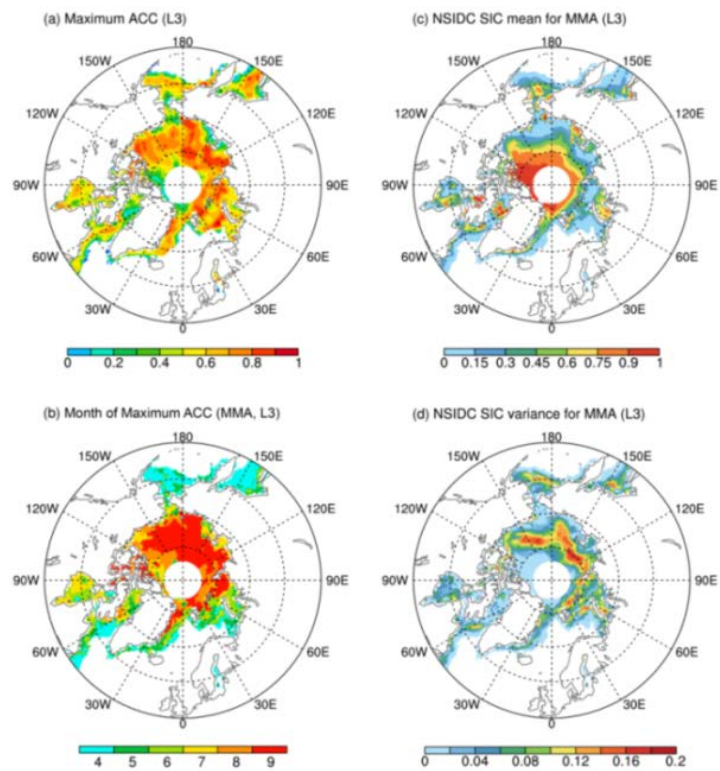 (a) Maximum ACC (L3)
180
150W 150E
120W 120E
90W 90E
60W 60E
30W 30E
0
0 0.2 0.4 0.6 0.8 1
(c) NSIDC SIC mean for MMA (L3)
180
150W 150E
120W 120E
90W 90E
60W 60E
30W 30E
0
0 0.15 0.3 0.45 0.6 0.75 0.9 1
(b) Month of Maximum ACC (MMA, L3)
180
150W 150E
120W 120E
90W 90E
60W 60E
30W 30E
0
4 5 6 7 8 9
(d) NSIDC SIC variance for MMA (L3)
180
150W 150E
120W 120E
90W 90E
60W 60E
30W 30E
0
0 0.04 0.08 0.12 0.16 0.2